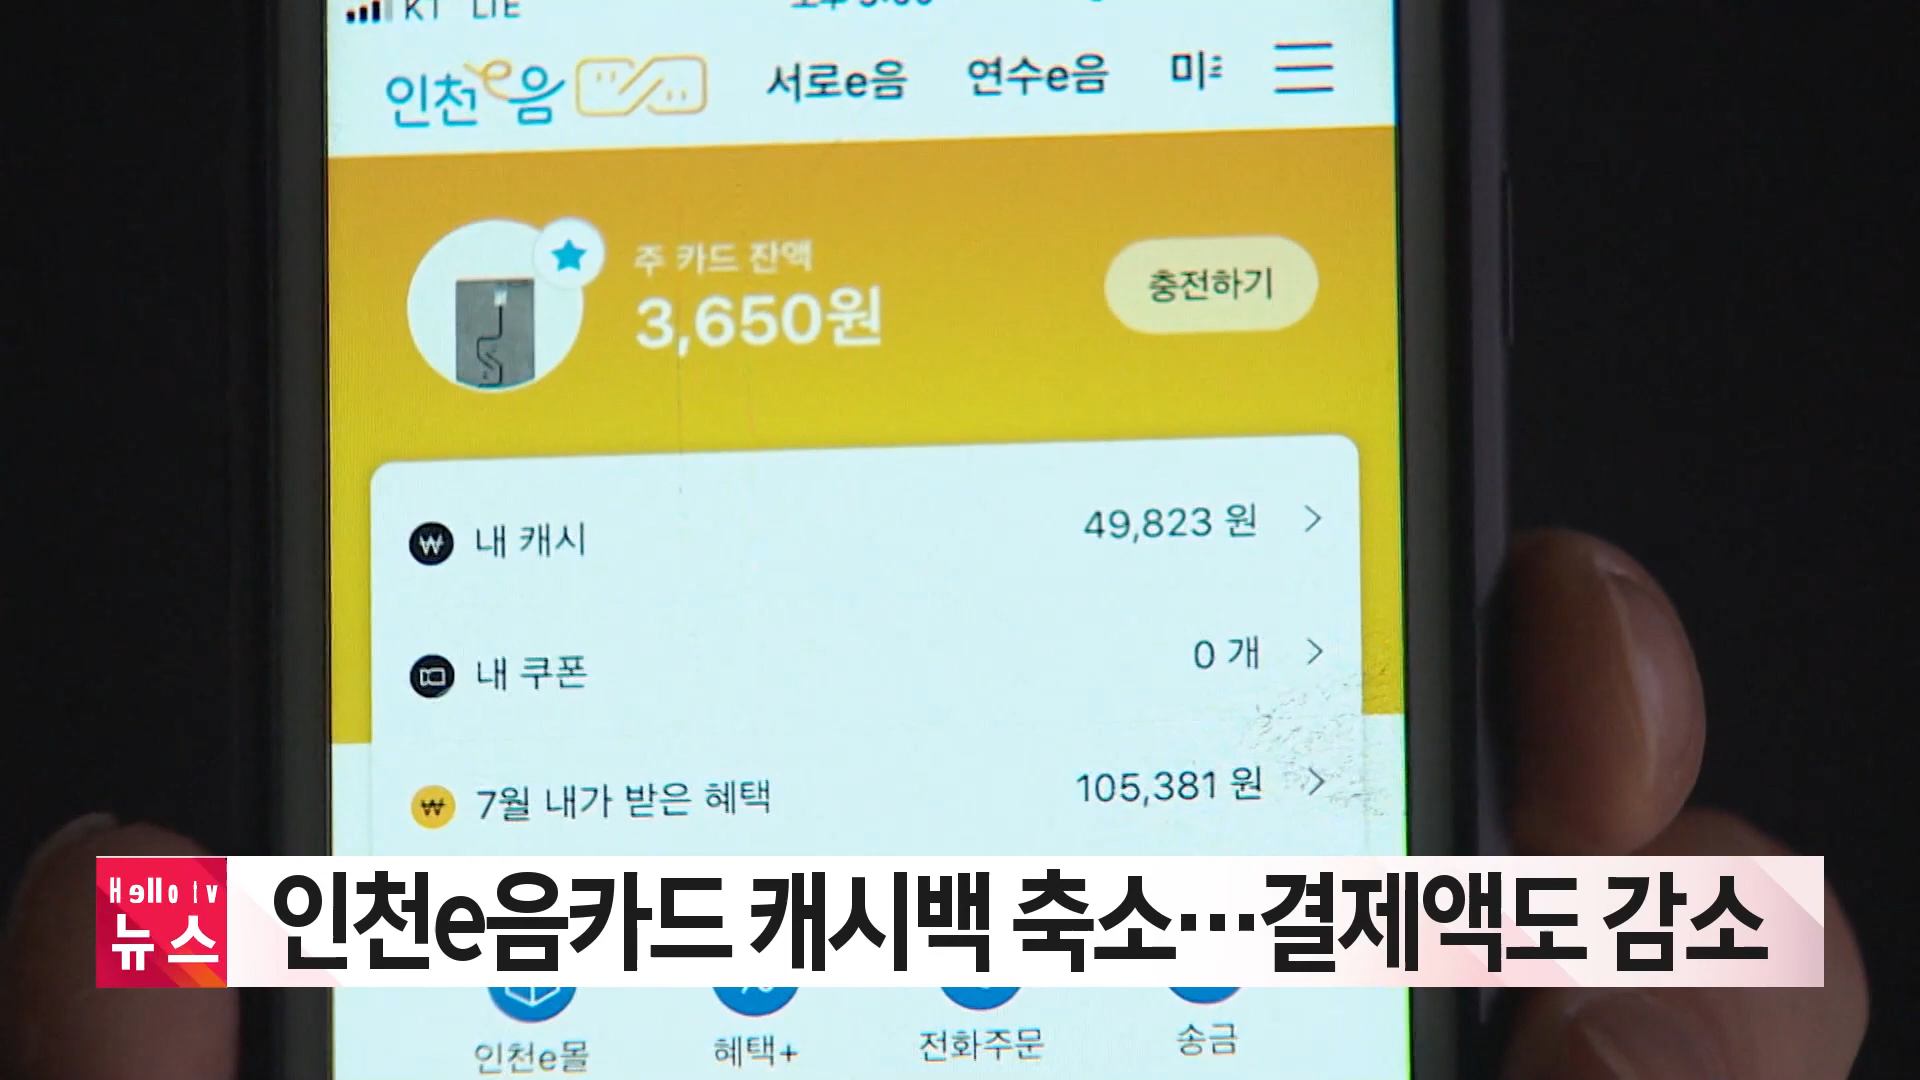 KT LTE
인천e음 서로e음 연수e음
주 카드 잔액
3,650원
충전하기
내 캐시 49,823 원
내 쿠폰 0 개
7월 내가 받은 혜택 105,381 원
Hello tv
뉴스
인천e음카드 캐시백 축소…결제액도 감소
인천e몰 혜택+ 전화주문 송금